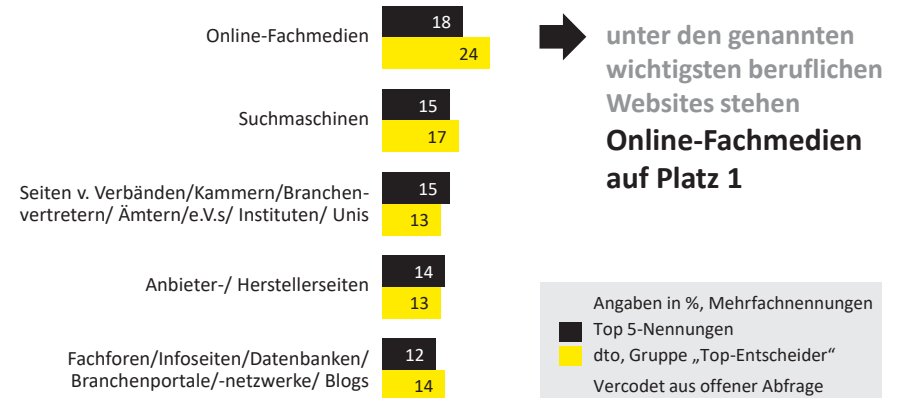 Online-Fachmedien
18
24
unter den genannten
wichtigsten beruflichen
Websites stehen
Online-Fachmedien
auf Platz 1
Suchmaschinen
15
17
Seiten v. Verbänden/Kammern/Branchen-
vertretern/ Ämtern/e.V.s/ Instituten/ Unis
15
13
Anbieter-/ Herstellerseiten
14
13
Fachforen/Infoseiten/Datenbanken/
Branchenportale/-netzwerke/ Blogs
12
14
Angaben in %, Mehrfachnennungen
Top 5-Nennungen
dto, Gruppe „Top-Entscheider“
Vercodet aus offener Abfrage